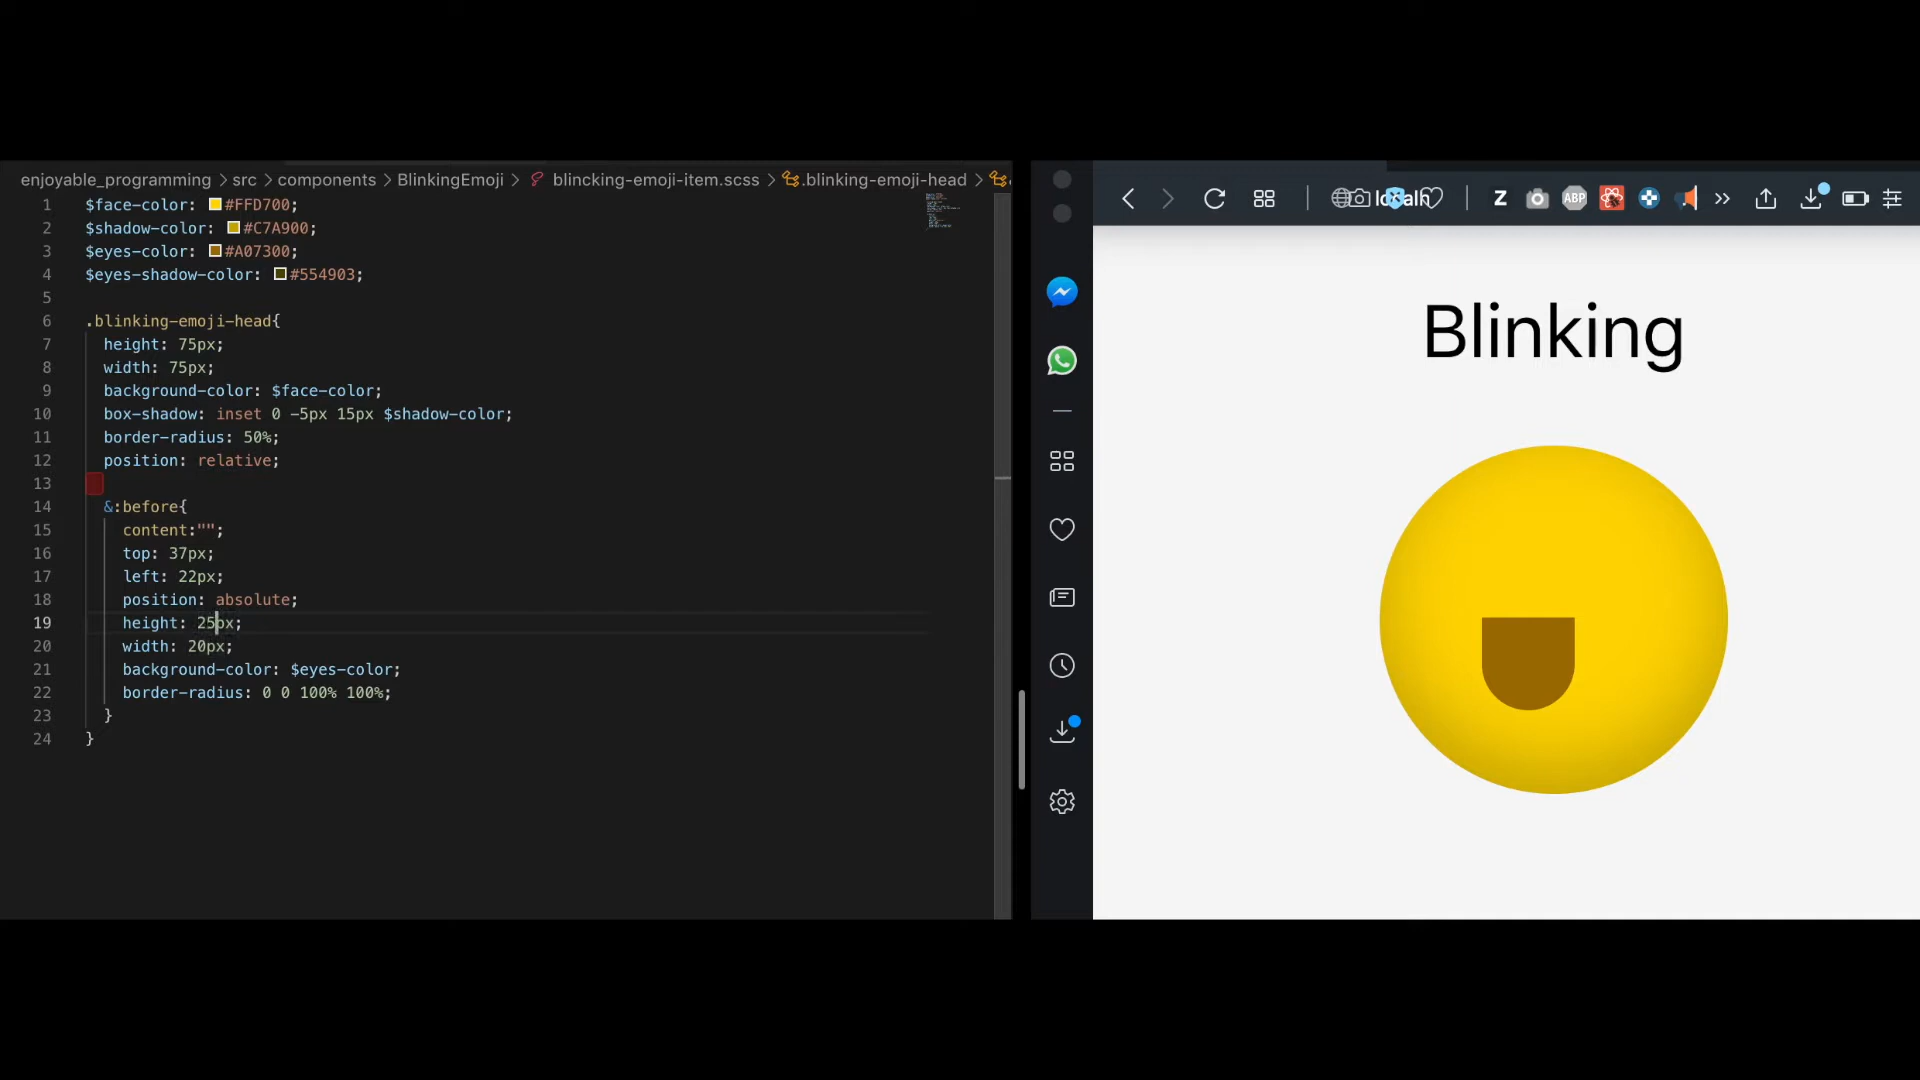 enjoyable_programming > src > components > BlinkingEmoji > blincking-emoji-item.scss > .blinking-emoji-head >
1 $face-color: #FFD700;
2 $shadow-color: #C7A900;
3 $eyes-color: #A07300;
4 $eyes-shadow-color: #554903;
5
6 .blinking-emoji-head{
7 height: 75px;
8 width: 75px;
9 background-color: $face-color;
10 box-shadow: inset 0 -5px 15px $shadow-color;
11 border-radius: 50%;
12 position: relative;
13
14 &:before{
15 content:"";
16 top: 37px;
17 left: 22px;
18 position: absolute;
19 height: 25px;
20 width: 20px;
21 background-color: $eyes-color;
22 border-radius: 0 0 100% 100%;
23 }
24 }
localh
Z
ABP
Blinking